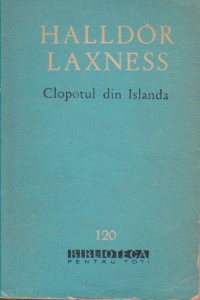 HALLDÓR
LAXNESS
Clopotul din Islanda
120
BIBLIOTECA
PENTRU TOȚI